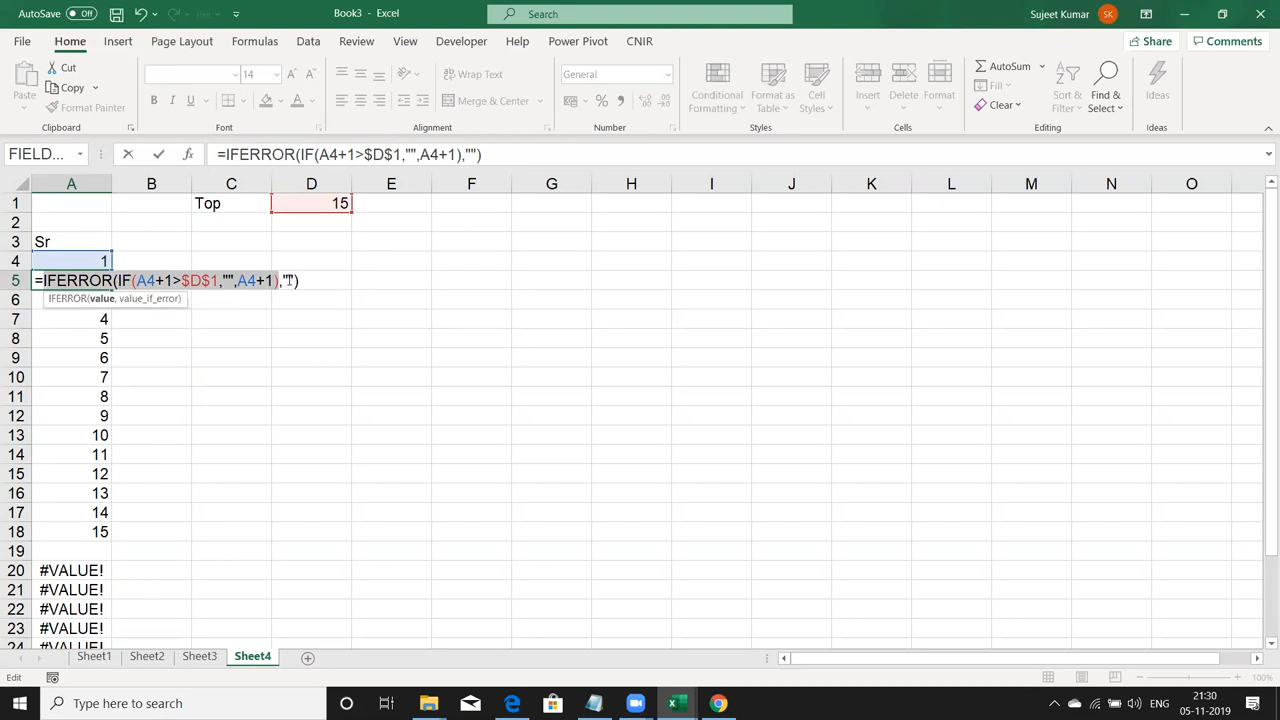 AutoSave Off Book3 - Excel Search Sujeet Kumar SK
File Home Insert Page Layout Formulas Data Review View Developer Help Power Pivot CNIR Share Comments
Cut
Copy
Format Painter
Paste
Clipboard
14
B I U
Font
Wrap Text
Merge & Center
Alignment
General
Number
Conditional Formatting
Format as Table
Cell Styles
Styles
Insert Delete Format
Cells
AutoSum
Fill
Clear
Sort & Filter
Find & Select
Editing
Ideas
Ideas
FIELD... =IFERROR(IF(A4+1>$D$1,"",A4+1),"")
A B C D E F G H I J K L M N O
1 Top 15
2
3 Sr
4 1
5 =IFERROR(IF(A4+1>$D$1,"",A4+1),"")
IFERROR(value, value_if_error)
6
7 4
8 5
9 6
10 7
11 8
12 9
13 10
14 11
15 12
16 13
17 14
18 15
19
20 #VALUE!
21 #VALUE!
22 #VALUE!
23 #VALUE!
24 #VALUE!
Sheet1 Sheet2 Sheet3 Sheet4
Edit 100%
Type here to search ENG 21:30
05-11-2019